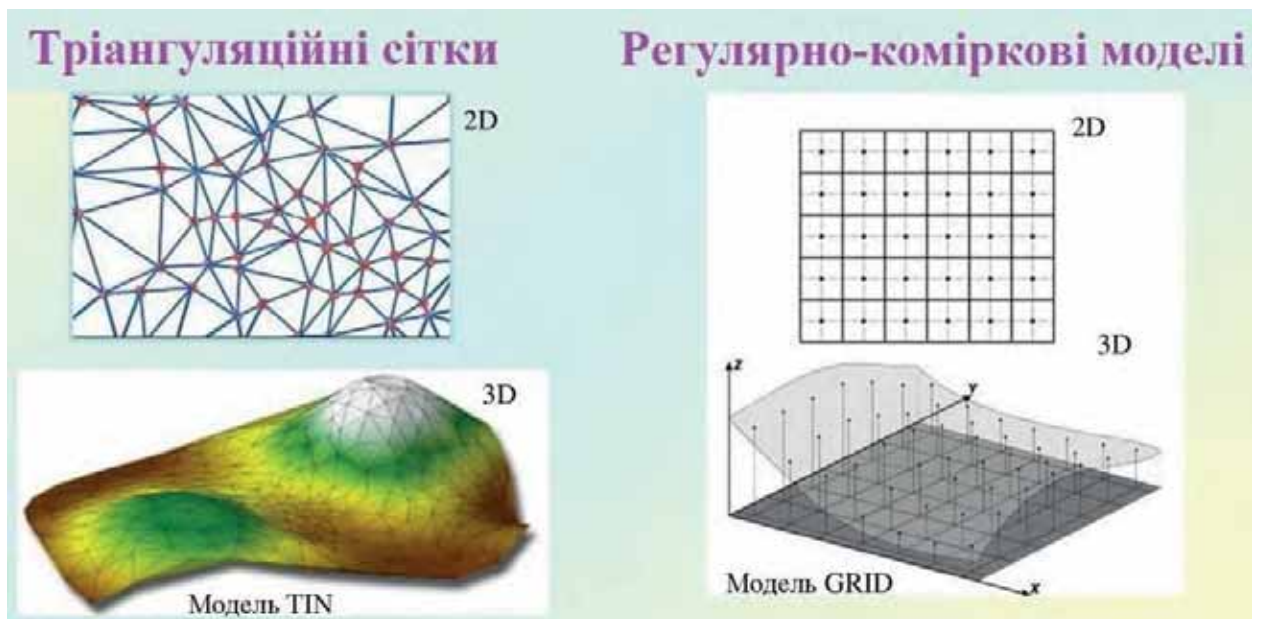 Тріангуляційні сітки
2D
3D
Модель TIN
Регулярно-коміркові моделі
2D
3D
z
y
x
Модель GRID